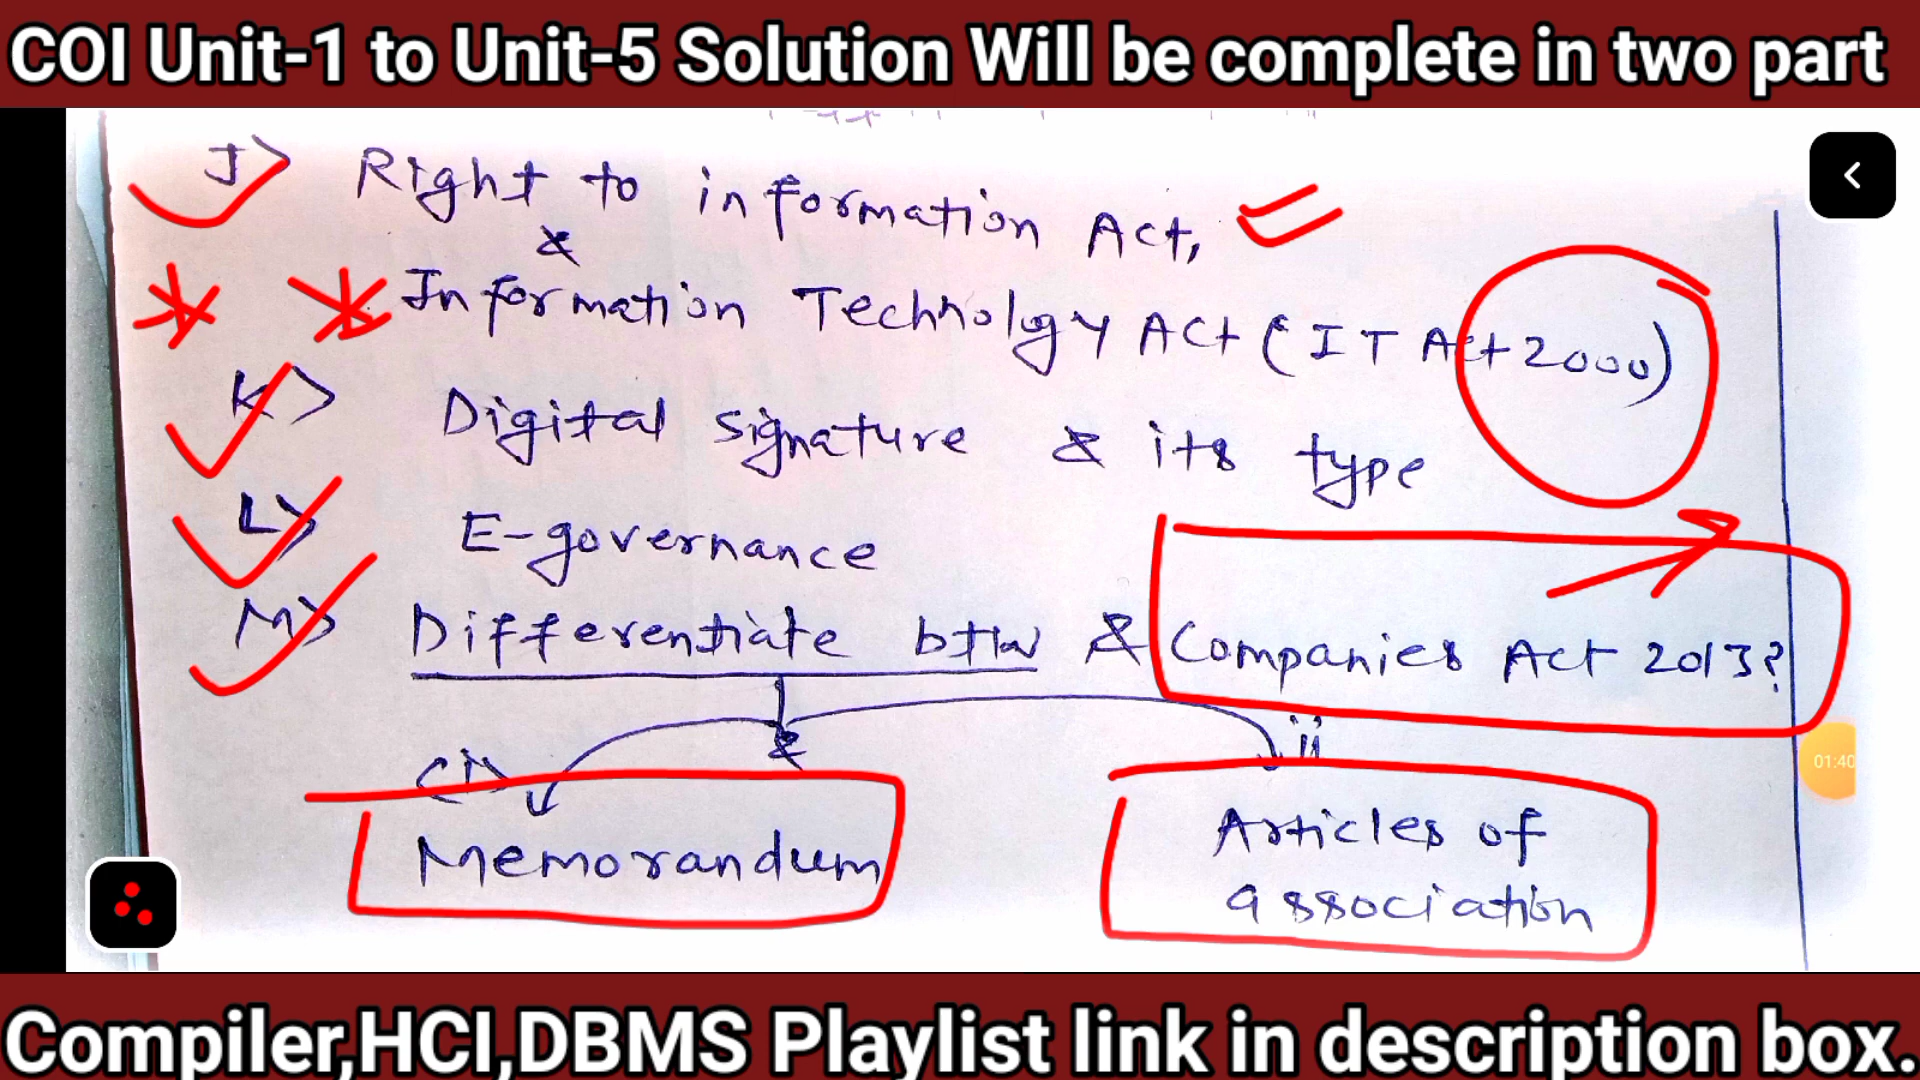 COI Unit-1 to Unit-5 Solution Will be complete in two part
J> Right to information Act,
&
Information Technolgy Act (IT Act 2000)
K> Digital signature & its type
L> E-governance
M> Differentiate btw & Companies Act 2013?
(i) & ii
Memorandum
Articles of
association
01:40
Compiler,HCI,DBMS Playlist link in description box.